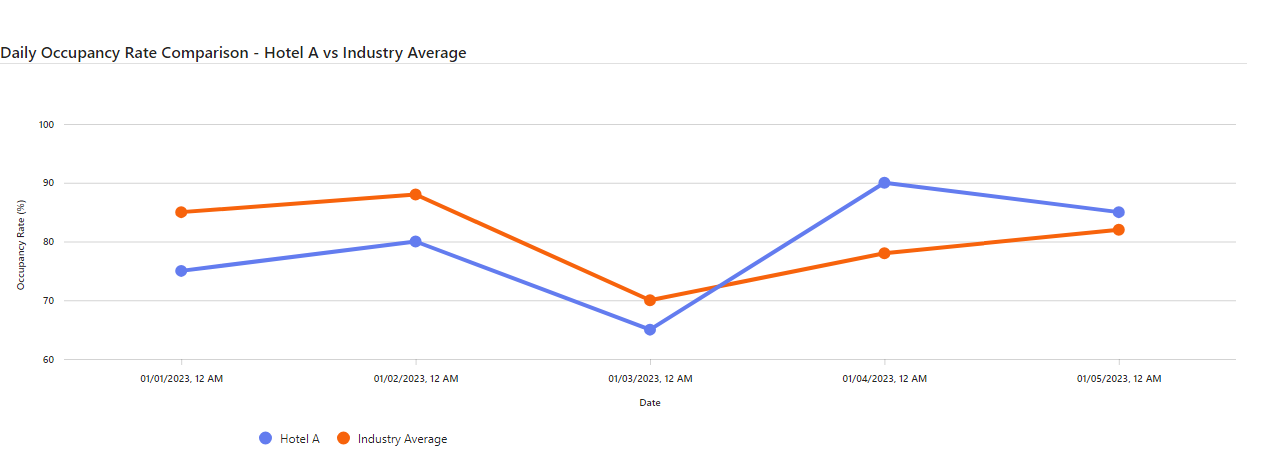 Daily Occupancy Rate Comparison - Hotel A vs Industry Average
100
90
80
70
60
Occupancy Rate (%)
01/01/2023, 12 AM 01/02/2023, 12 AM 01/03/2023, 12 AM 01/04/2023, 12 AM 01/05/2023, 12 AM
Date
Hotel A Industry Average